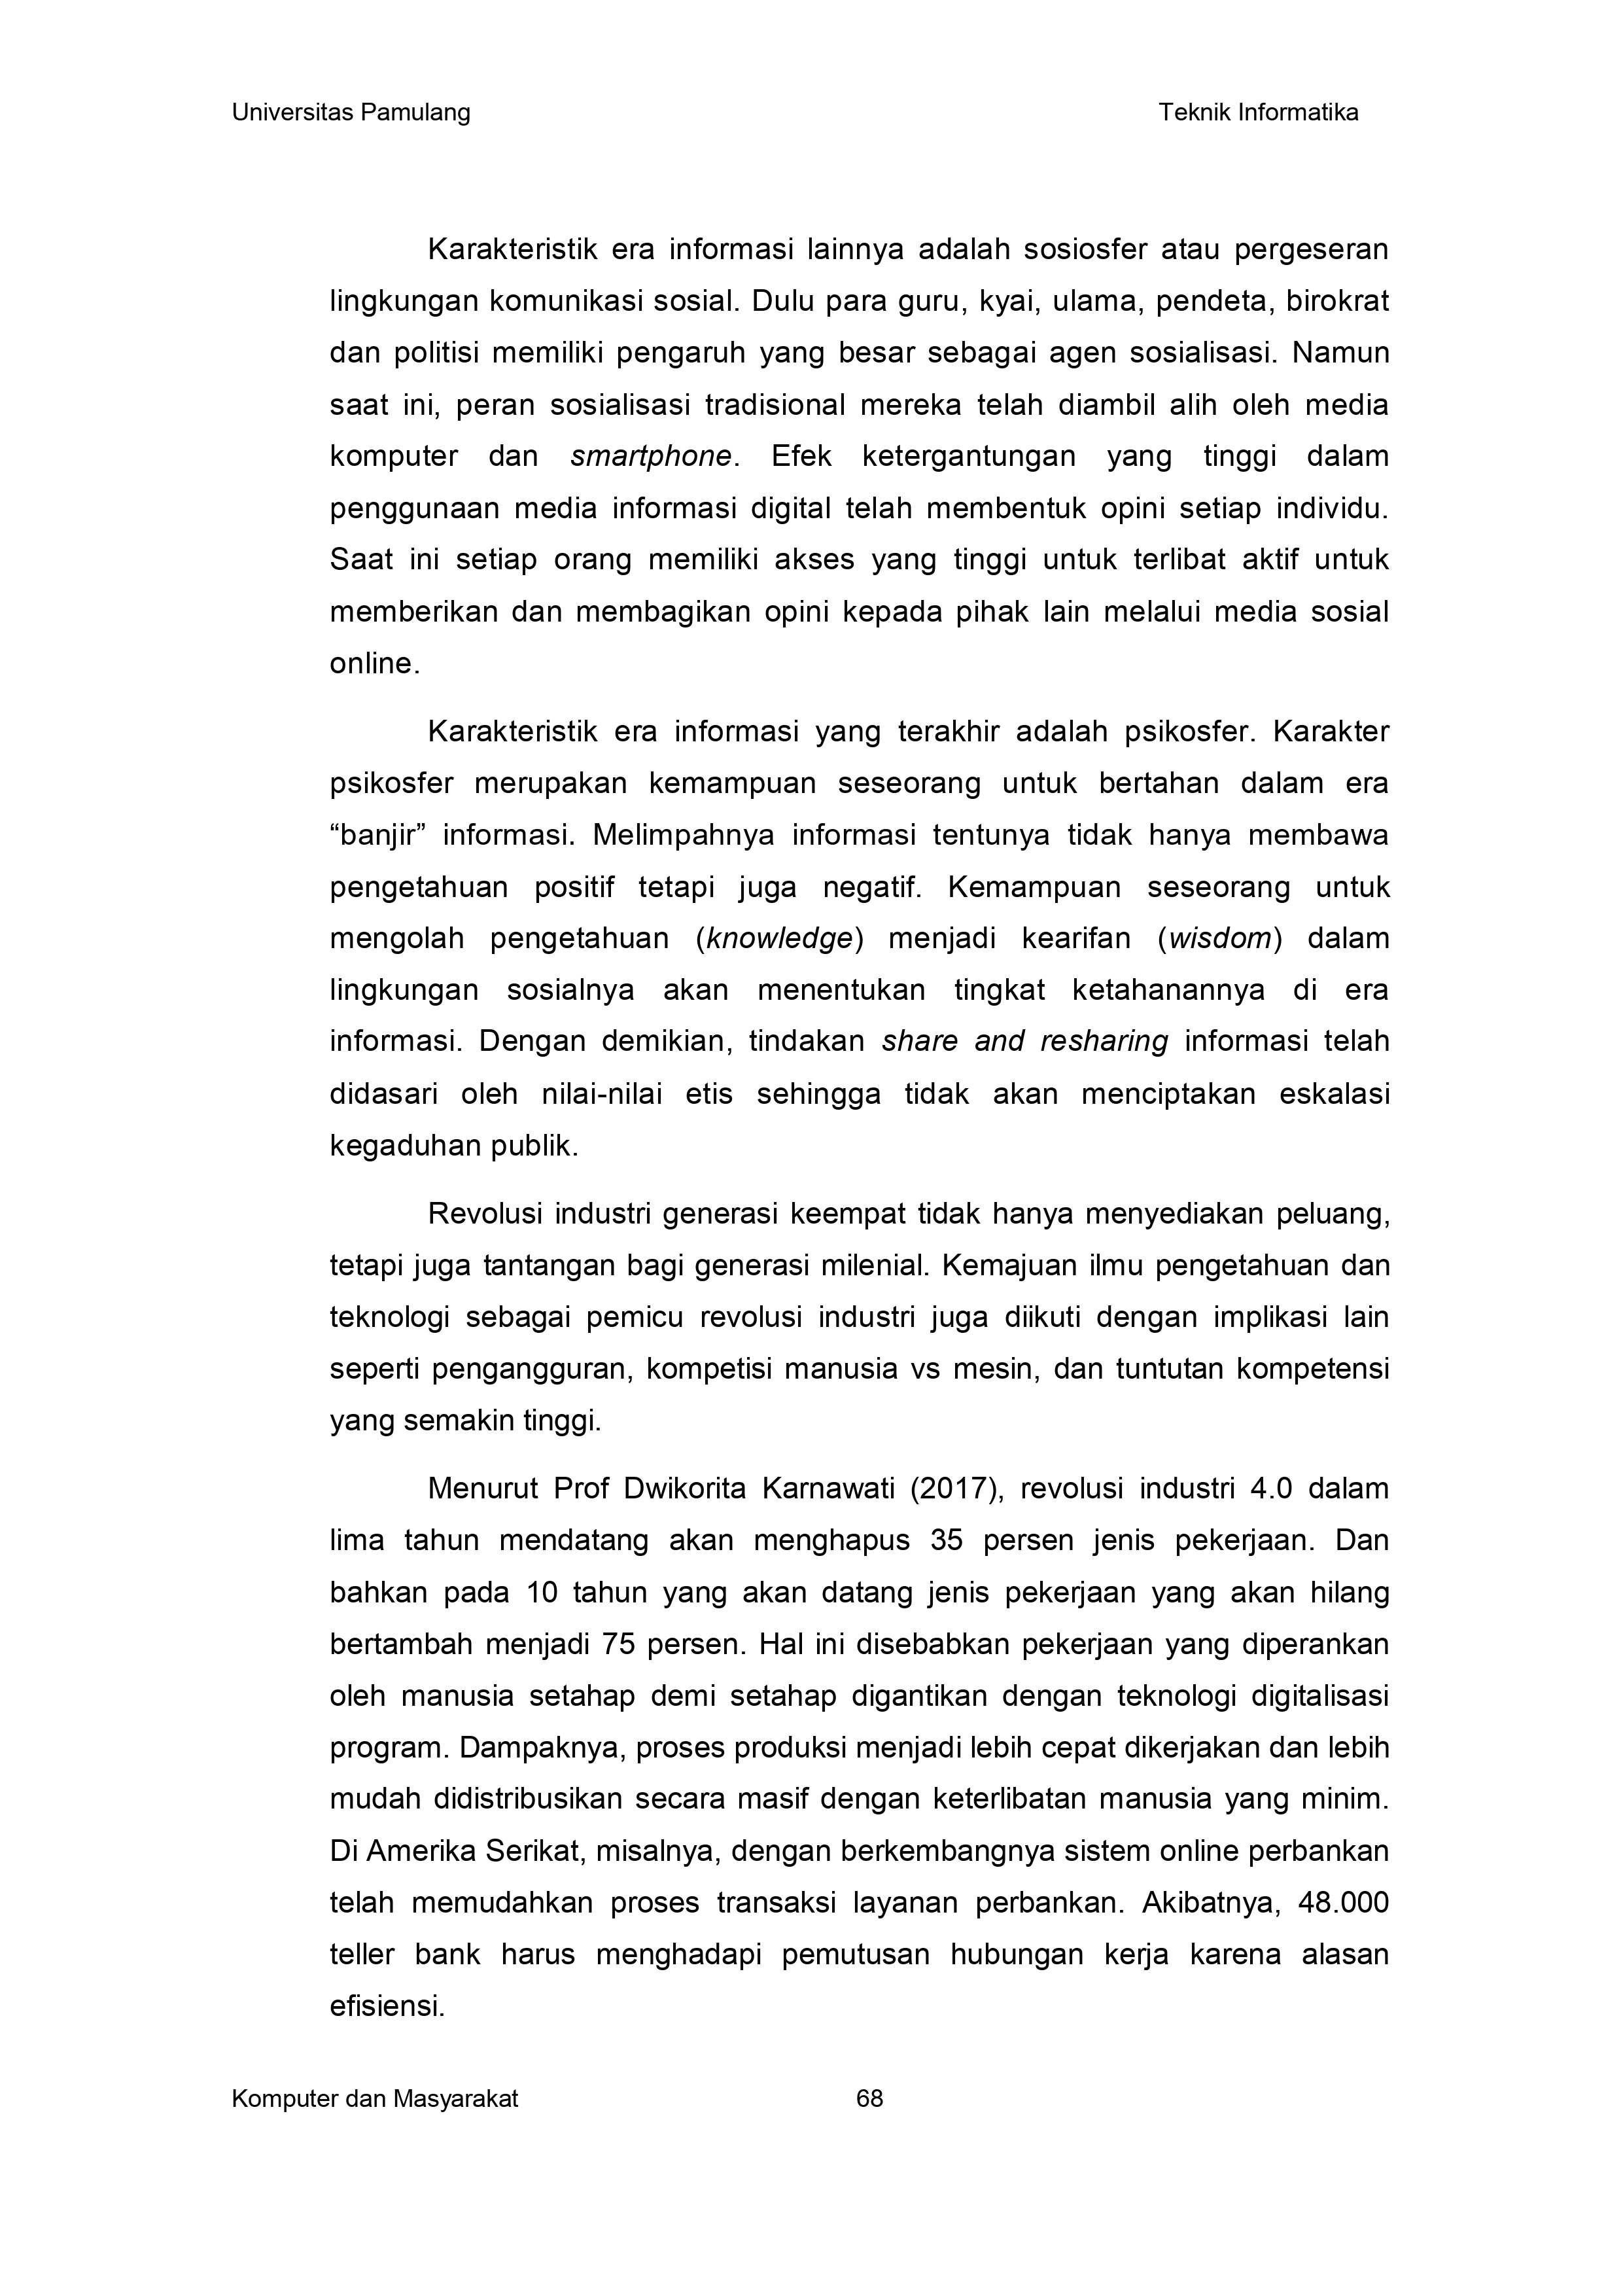 Universitas Pamulang Teknik Informatika
Karakteristik era informasi lainnya adalah sosiosfer atau pergeseran
lingkungan komunikasi sosial. Dulu para guru, kyai, ulama, pendeta, birokrat
dan politisi memiliki pengaruh yang besar sebagai agen sosialisasi. Namun
saat ini, peran sosialisasi tradisional mereka telah diambil alih oleh media
komputer dan smartphone. Efek ketergantungan yang tinggi dalam
penggunaan media informasi digital telah membentuk opini setiap individu.
Saat ini setiap orang memiliki akses yang tinggi untuk terlibat aktif untuk
memberikan dan membagikan opini kepada pihak lain melalui media sosial
online.
Karakteristik era informasi yang terakhir adalah psikosfer. Karakter
psikosfer merupakan kemampuan seseorang untuk bertahan dalam era
“banjir” informasi. Melimpahnya informasi tentunya tidak hanya membawa
pengetahuan positif tetapi juga negatif. Kemampuan seseorang untuk
mengolah pengetahuan (knowledge) menjadi kearifan (wisdom) dalam
lingkungan sosialnya akan menentukan tingkat ketahanannya di era
informasi. Dengan demikian, tindakan share and resharing informasi telah
didasari oleh nilai-nilai etis sehingga tidak akan menciptakan eskalasi
kegaduhan publik.
Revolusi industri generasi keempat tidak hanya menyediakan peluang,
tetapi juga tantangan bagi generasi milenial. Kemajuan ilmu pengetahuan dan
teknologi sebagai pemicu revolusi industri juga diikuti dengan implikasi lain
seperti pengangguran, kompetisi manusia vs mesin, dan tuntutan kompetensi
yang semakin tinggi.
Menurut Prof Dwikorita Karnawati (2017), revolusi industri 4.0 dalam
lima tahun mendatang akan menghapus 35 persen jenis pekerjaan. Dan
bahkan pada 10 tahun yang akan datang jenis pekerjaan yang akan hilang
bertambah menjadi 75 persen. Hal ini disebabkan pekerjaan yang diperankan
oleh manusia setahap demi setahap digantikan dengan teknologi digitalisasi
program. Dampaknya, proses produksi menjadi lebih cepat dikerjakan dan lebih
mudah didistribusikan secara masif dengan keterlibatan manusia yang minim.
Di Amerika Serikat, misalnya, dengan berkembangnya sistem online perbankan
telah memudahkan proses transaksi layanan perbankan. Akibatnya, 48.000
teller bank harus menghadapi pemutusan hubungan kerja karena alasan
efisiensi.
Komputer dan Masyarakat 68